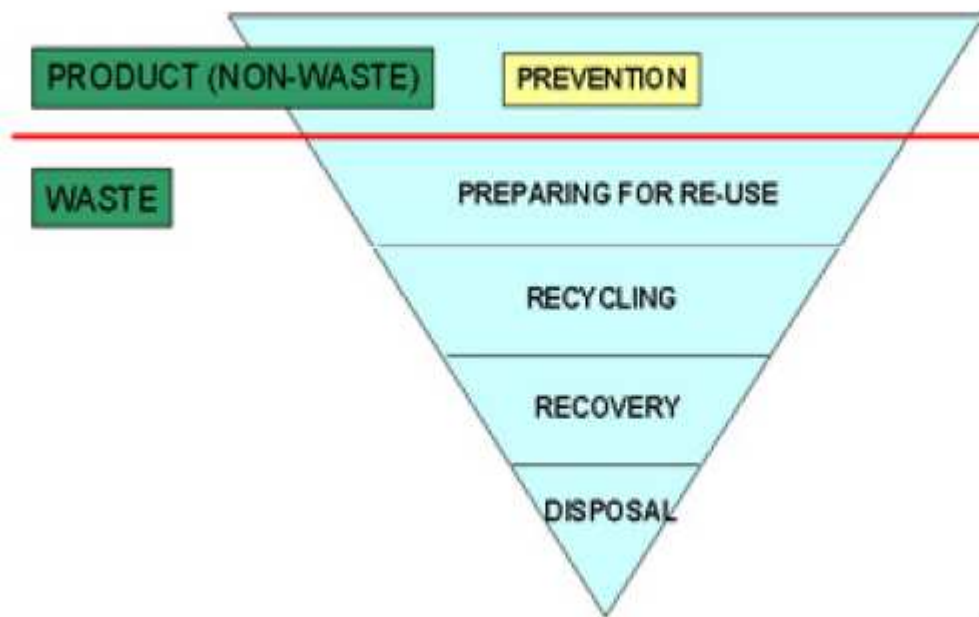 PRODUCT (NON-WASTE)
PREVENTION
WASTE
PREPARING FOR RE-USE
RECYCLING
RECOVERY
DISPOSAL